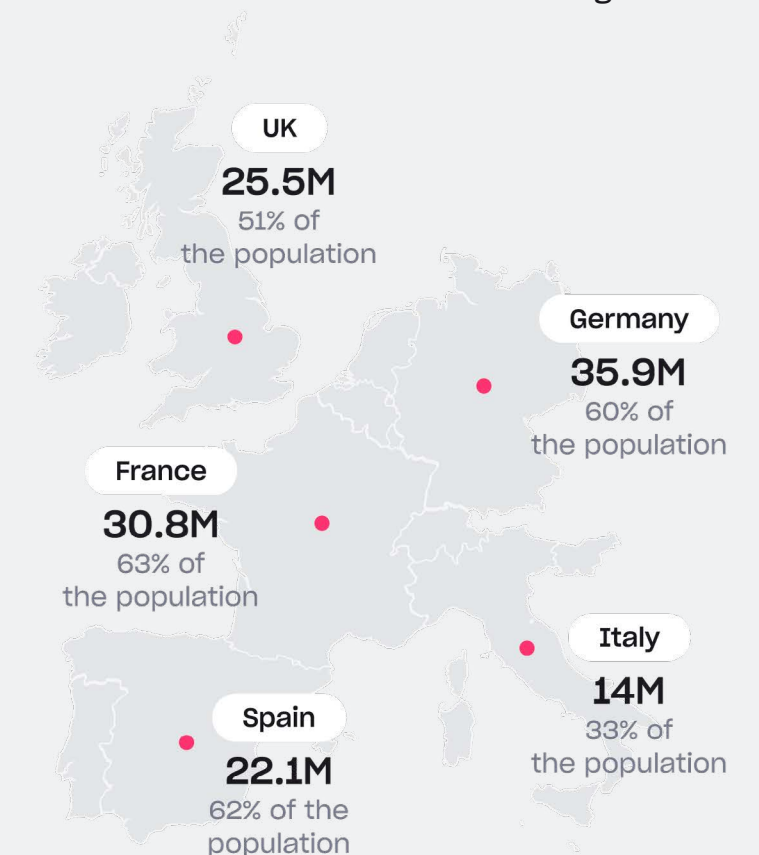 UK
25.5M
51% of
the population
Germany
35.9M
60% of
the population
France
30.8M
63% of
the population
Italy
14M
33% of
the population
Spain
22.1M
62% of the
population